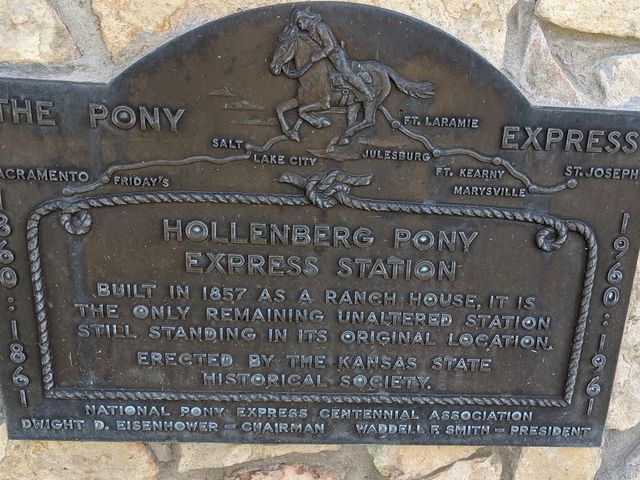 THE PONY EXPRESS
FT. LARAMIE
SALT
LAKE CITY
JULESBURG
FT. KEARNY
MARYSVILLE
ST. JOSEPH
SACRAMENTO
FRIDAY'S
1860:1861
1960:1961
HOLLENBERG PONY
EXPRESS STATION
BUILT IN 1857 AS A RANCH HOUSE, IT IS
THE ONLY REMAINING UNALTERED STATION
STILL STANDING IN ITS ORIGINAL LOCATION.
ERECTED BY THE KANSAS STATE
HISTORICAL SOCIETY.
NATIONAL PONY EXPRESS CENTENNIAL ASSOCIATION
DWIGHT D. EISENHOWER - CHAIRMAN WADDELL F. SMITH - PRESIDENT